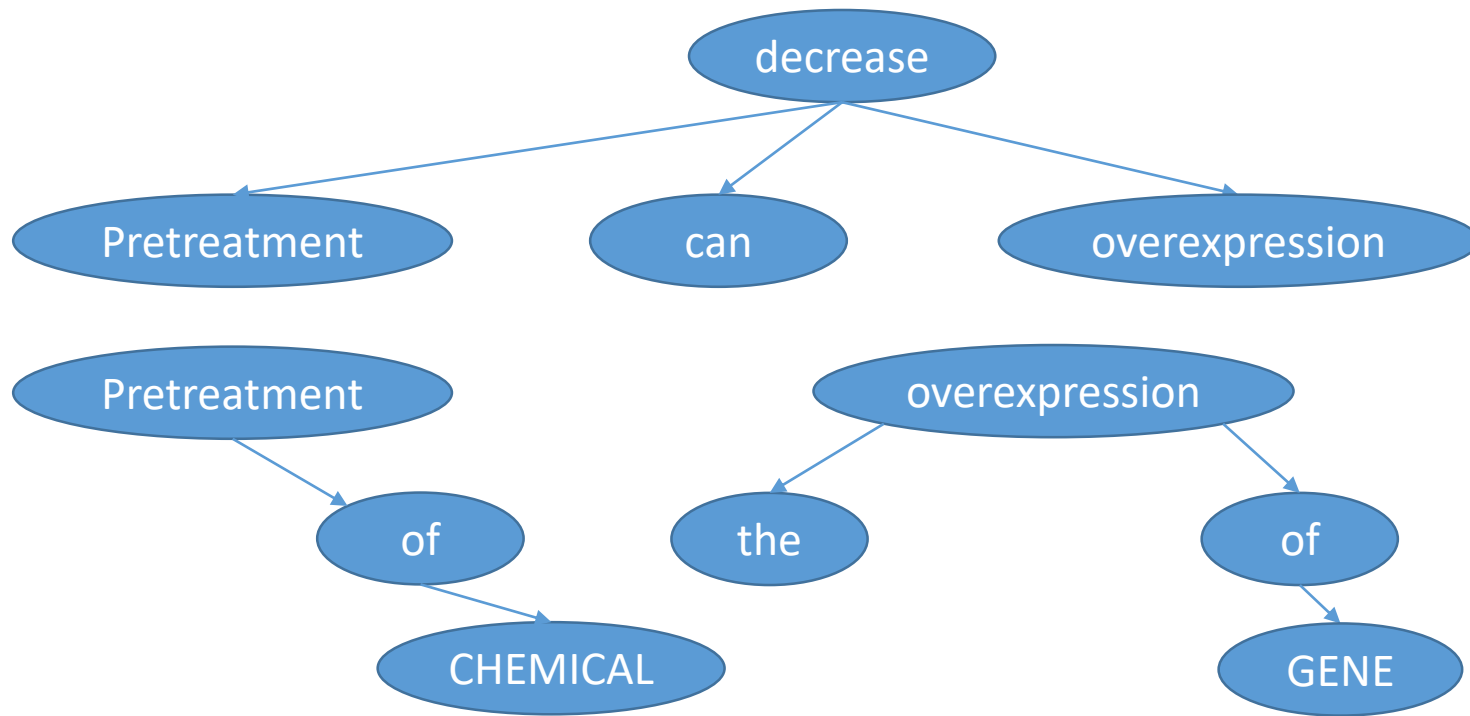 decrease
Pretreatment can overexpression
Pretreatment overexpression
of the of
CHEMICAL GENE